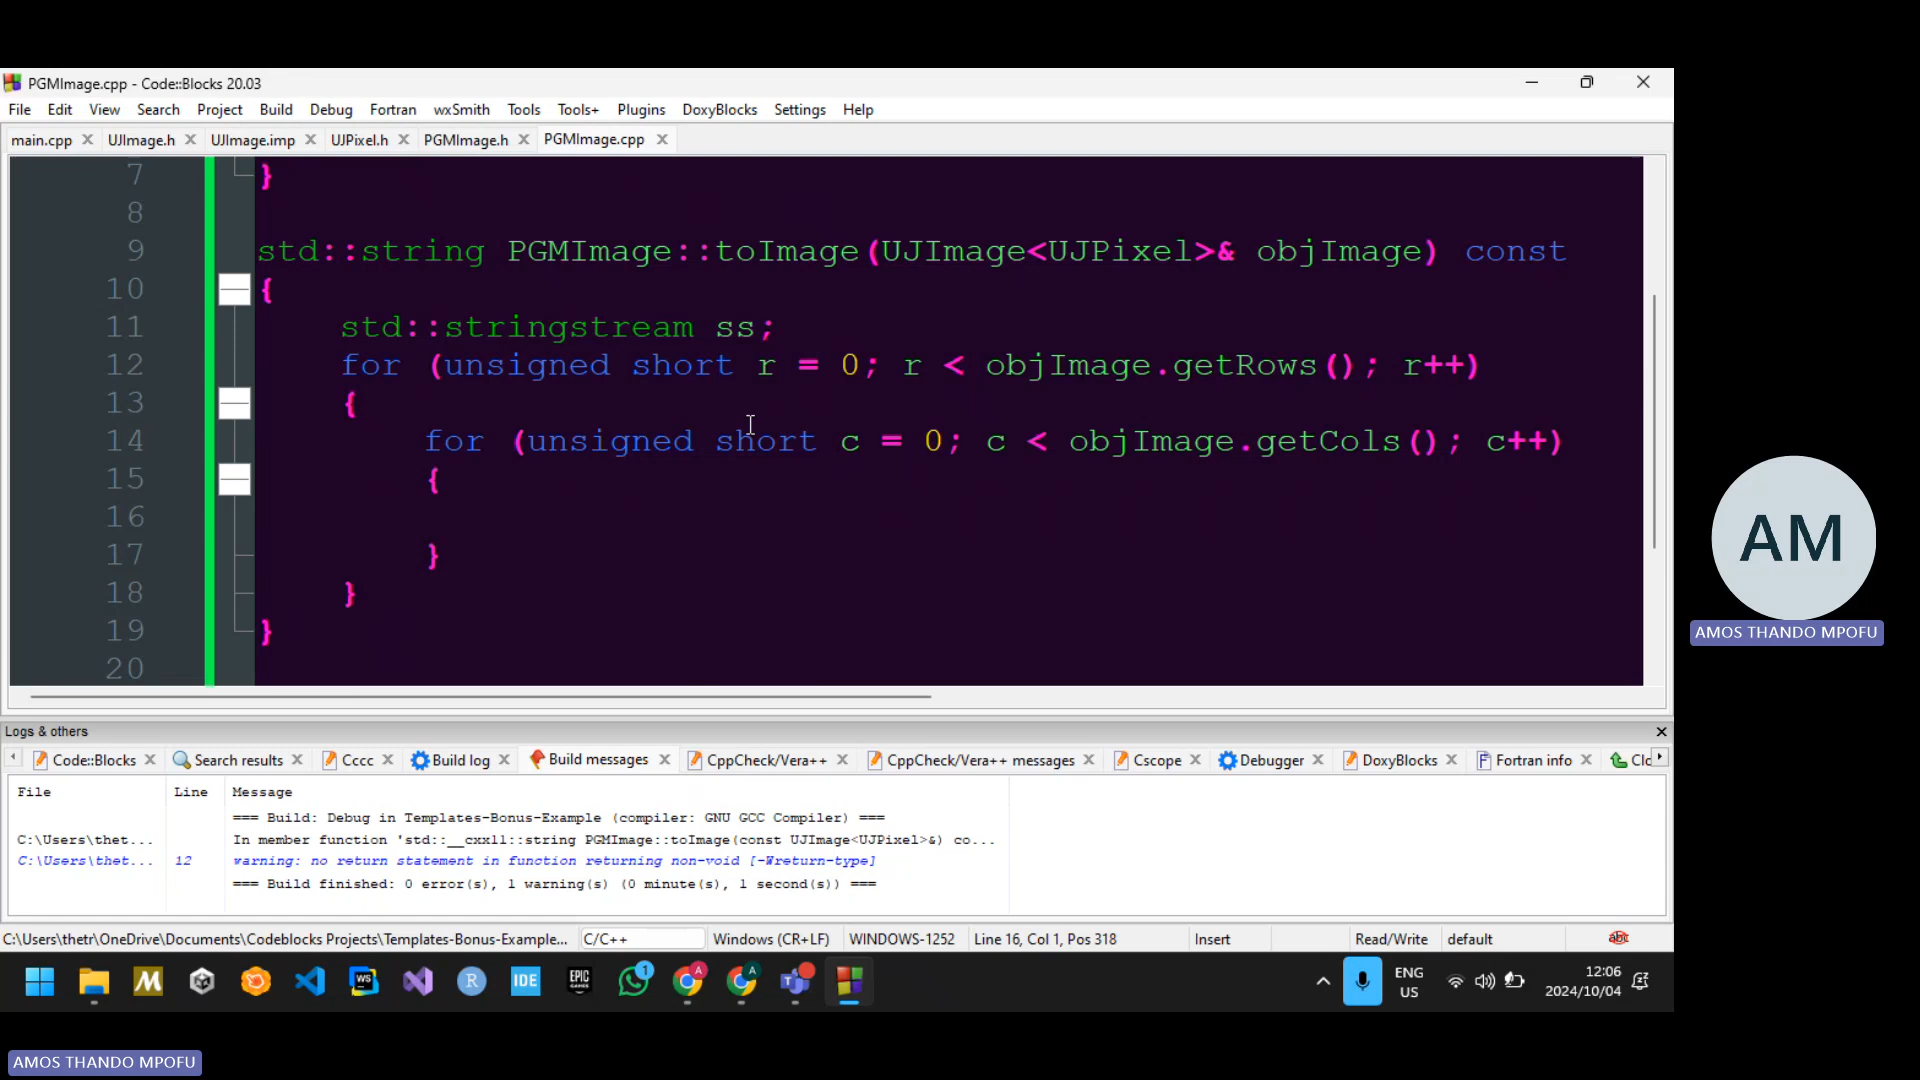 PGMImage.cpp - Code::Blocks 20.03
File Edit View Search Project Build Debug Fortran wxSmith Tools Tools+ Plugins DoxyBlocks Settings Help
main.cpp UJImage.h UJImage.imp UJPixel.h PGMImage.h PGMImage.cpp
7 }
8
9 std::string PGMImage::toImage(UJImage<UJPixel>& objImage) const
10 {
11 std::stringstream ss;
12 for (unsigned short r = 0; r < objImage.getRows(); r++)
13 {
14 for (unsigned short c = 0; c < objImage.getCols(); c++)
15 {
16
17 }
18 }
19 }
20
AM
AMOS THANDO MPOFU
Logs & others
Code::Blocks Search results Cccc Build log Build messages CppCheck/Vera++ CppCheck/Vera++ messages Cscope Debugger DoxyBlocks Fortran info Clo
File Line Message
=== Build: Debug in Templates-Bonus-Example (compiler: GNU GCC Compiler) ===
C:\Users\thet... In member function 'std::__cxx11::string PGMImage::toImage(const UJImage<UJPixel>&) co...
C:\Users\thet... 12 warning: no return statement in function returning non-void [-Wreturn-type]
=== Build finished: 0 error(s), 1 warning(s) (0 minute(s), 1 second(s)) ===
C:\Users\thetr\OneDrive\Documents\Codeblocks Projects\Templates-Bonus-Example... C/C++ Windows (CR+LF) WINDOWS-1252 Line 16, Col 1, Pos 318 Insert Read/Write default abc
M WS R IDE EPIC GAMES 1 A A T ENG US 12:06 2024/10/04
AMOS THANDO MPOFU